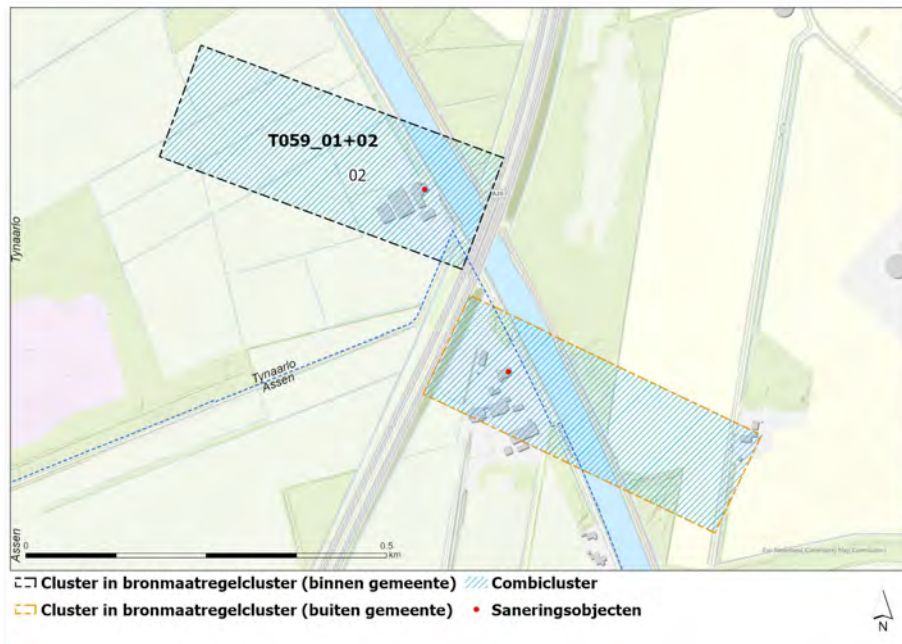 T059_01+02
02
Tynaarlo
Tynaarlo
Assen
Assen
0
0.5
km
Cluster in bronmaatregelcluster (binnen gemeente)
Combicluster
Cluster in bronmaatregelcluster (buiten gemeente)
Saneringsobjecten
N